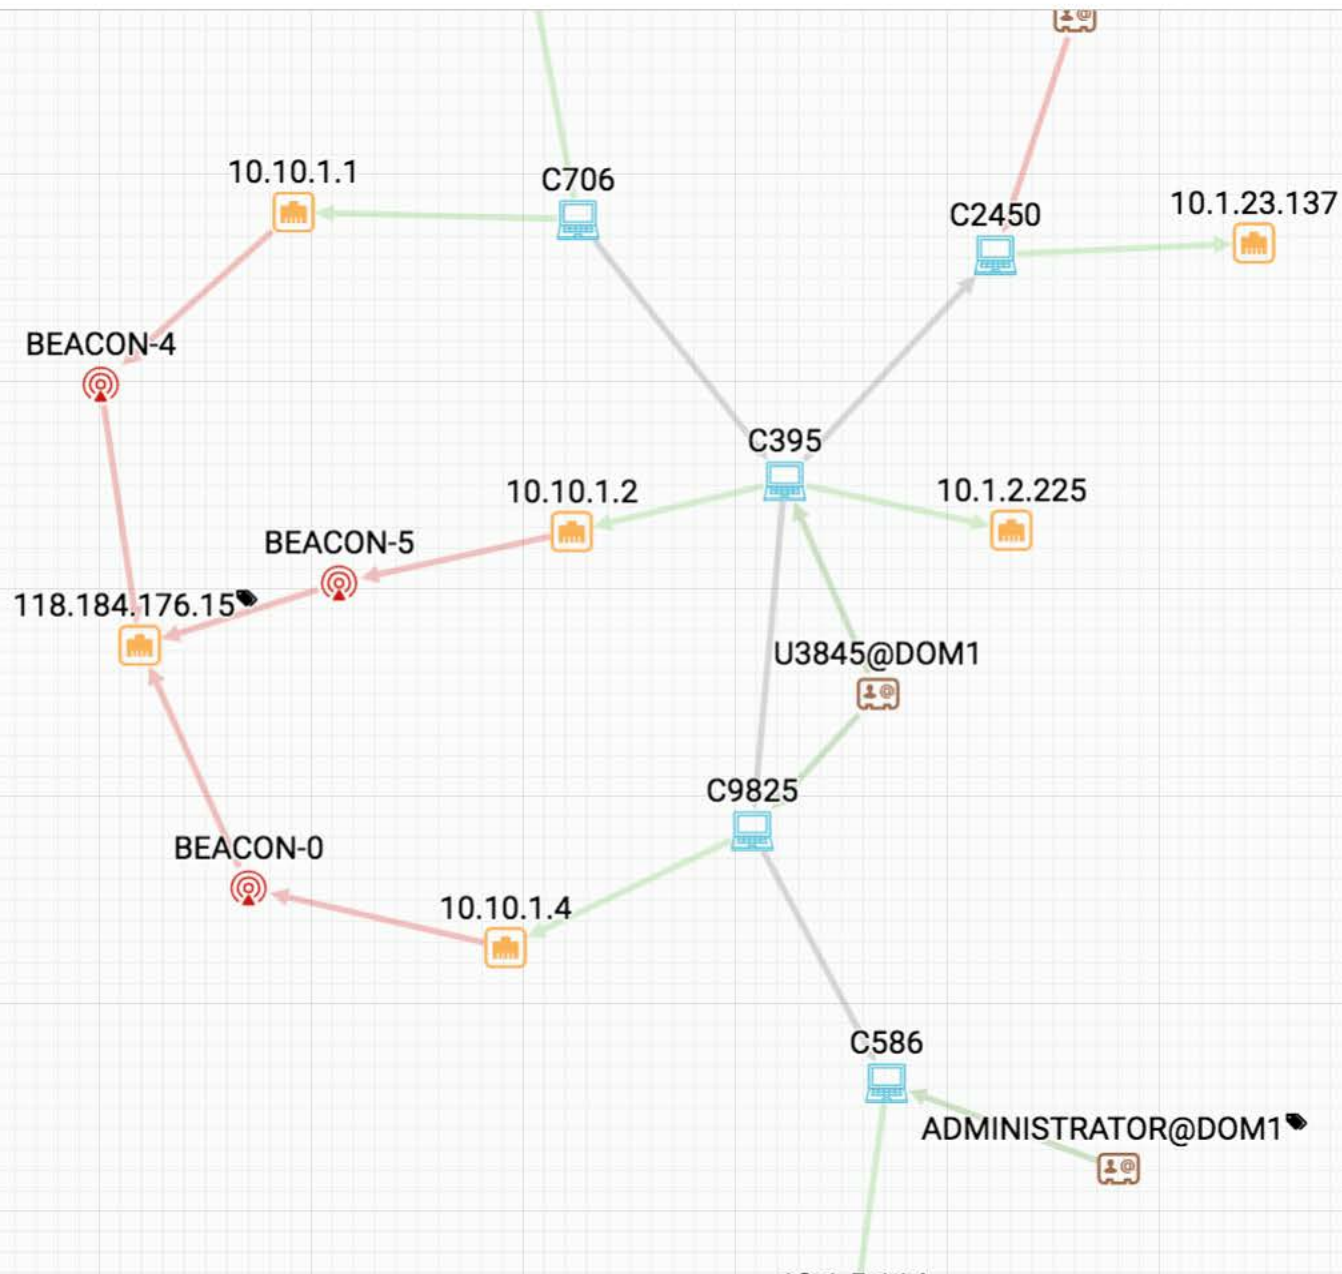 10.10.1.1
C706
C2450
10.1.23.137
BEACON-4
C395
10.10.1.2
10.1.2.225
BEACON-5
118.184.176.15
U3845@DOM1
C9825
BEACON-0
10.10.1.4
C586
ADMINISTRATOR@DOM1